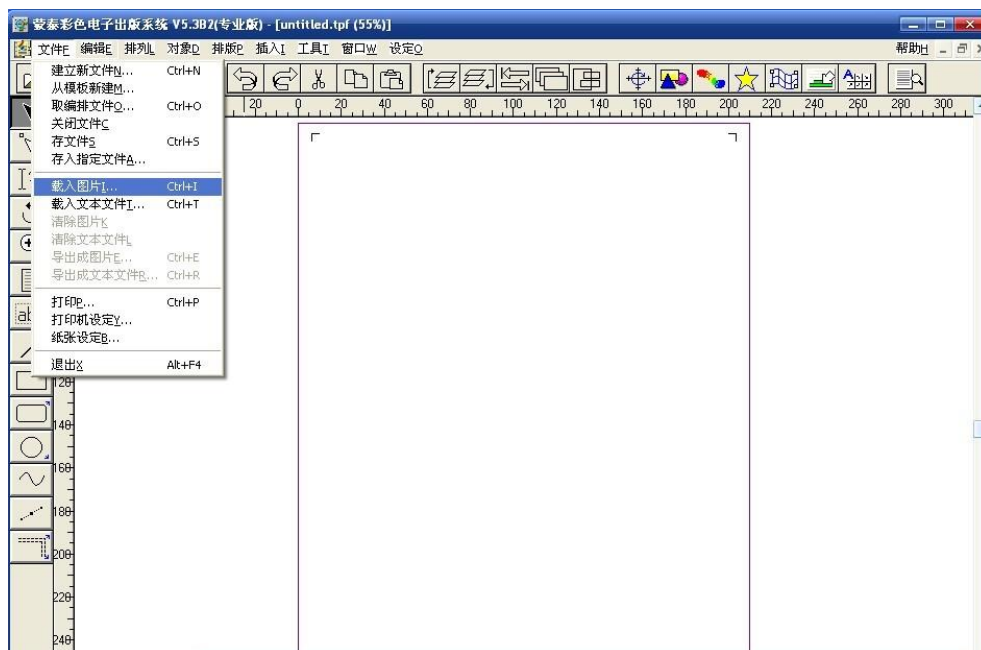 蒙泰彩色电子出版系统 V5.3B2(专业版) - [untitled.tpf (55%)]
文件F 编辑E 排列L 对象D 排版P 插入I 工具T 窗口W 设定O 帮助H
建立新文件N... Ctrl+N
从模板新建M...
取编排文件O... Ctrl+O
关闭文件C
存文件S Ctrl+S
存入指定文件A...
载入图片I... Ctrl+I
载入文本文件T... Ctrl+T
清除图片K
清除文本文件L
导出成图片E... Ctrl+E
导出成文本文件R... Ctrl+R
打印P... Ctrl+P
打印机设定Y...
纸张设定B...
退出X Alt+F4
20 0 20 40 60 80 100 120 140 160 180 200 220 240 260 280 300
120
140
160
180
200
220
240